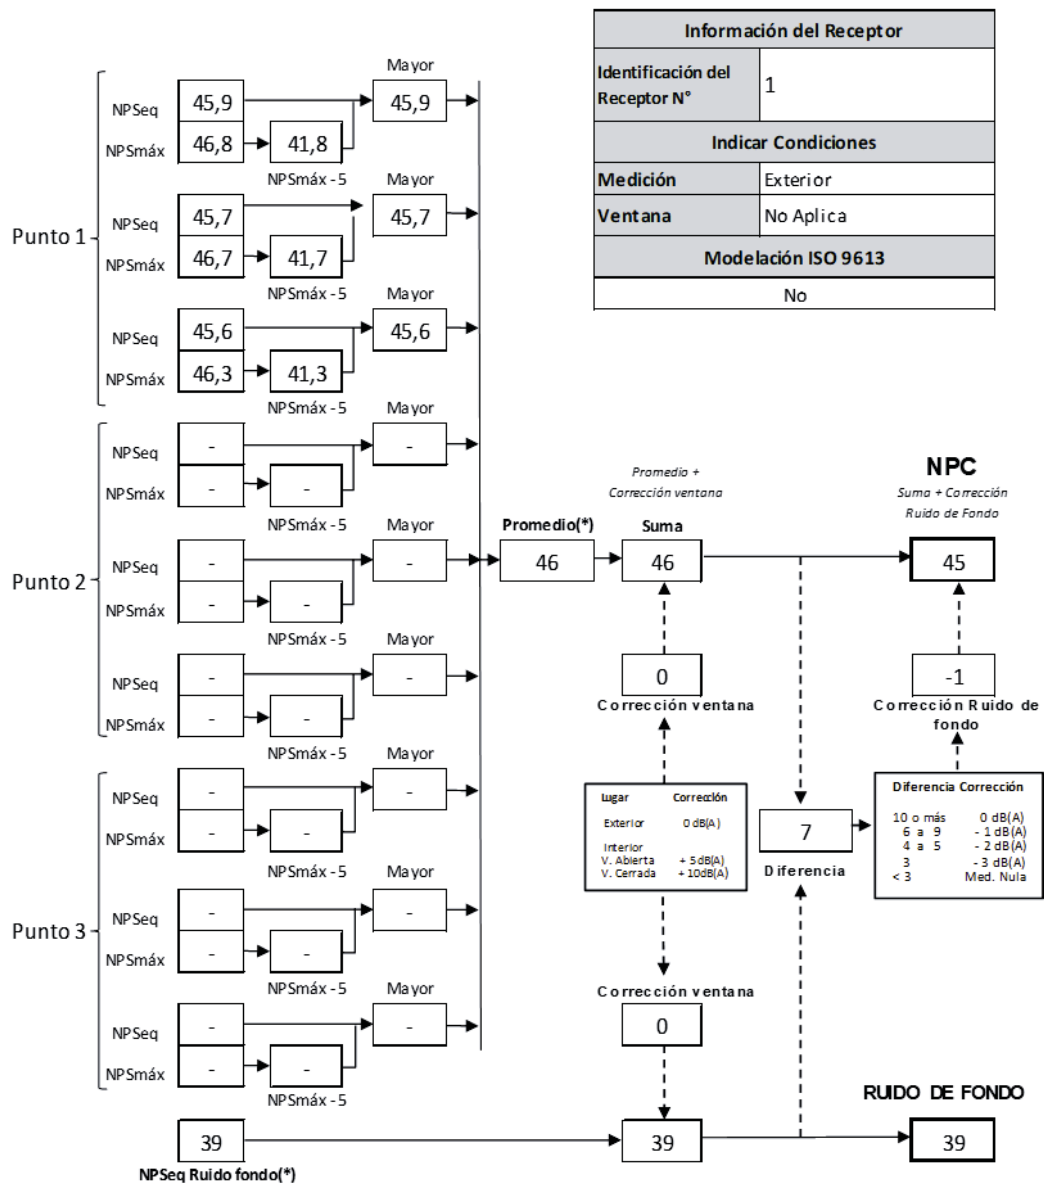 Información del Receptor
Identificación del Receptor N°
1
Indicar Condiciones
Medición
Exterior
Ventana
No Aplica
Modelación ISO 9613
No
Punto 1
Mayor
NPSeq
45,9
45,9
NPSmáx
46,8
41,8
NPSmáx - 5
Mayor
NPSeq
45,7
45,7
NPSmáx
46,7
41,7
NPSmáx - 5
Mayor
NPSeq
45,6
45,6
NPSmáx
46,3
41,3
NPSmáx - 5
Punto 2
Mayor
NPSeq
-
-
NPSmáx
-
-
NPSmáx - 5
Mayor
NPSeq
-
-
NPSmáx
-
-
NPSmáx - 5
Mayor
NPSeq
-
-
NPSmáx
-
-
NPSmáx - 5
Punto 3
Mayor
NPSeq
-
-
NPSmáx
-
-
NPSmáx - 5
Mayor
NPSeq
-
-
NPSmáx
-
-
NPSmáx - 5
Mayor
NPSeq
-
-
NPSmáx
-
-
NPSmáx - 5
Promedio(*)
46
Promedio +
Corrección ventana
Suma
46
NPC
Suma + Corrección
Ruido de Fondo
45
0
Corrección ventana
-1
Corrección Ruido de
fondo
Lugar Corrección
Exterior 0 dB(A)
Interior
V. Abierta + 5dB(A)
V. Cerrada + 10dB(A)
7
Diferencia
Diferencia Corrección
10 o más 0 dB(A)
6 a 9 - 1 dB(A)
4 a 5 - 2 dB(A)
3 - 3 dB(A)
< 3 Med. Nula
Corrección ventana
0
RUIDO DE FONDO
39
39
39
NPSeq Ruido fondo(*)